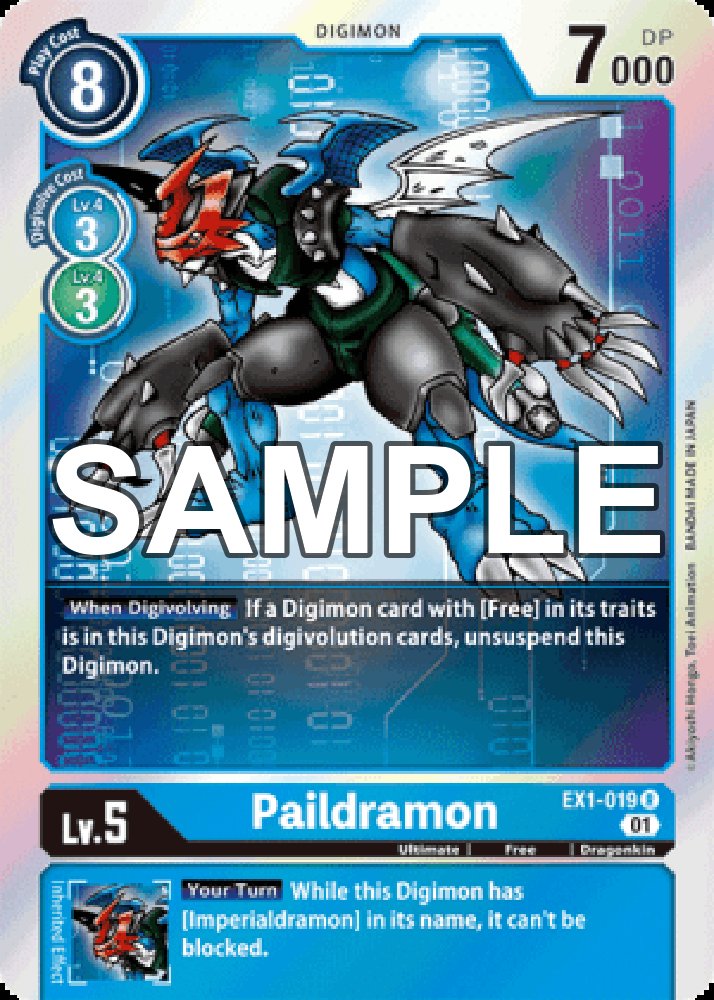 DIGIMON
Play Cost
8
7000
DP
Digivolve Cost
Lv.4
3
Lv.4
3
SAMPLE
When Digivolving If a Digimon card with [Free] in its traits
is in this Digimon's digivolution cards, unsuspend this
Digimon.
©Akiyoshi Hongo, Toei Animation BANDAI MADE IN JAPAN
Lv.5
Paildramon
EX1-019 R
01
Ultimate | Free | Dragonkin
Inherited Effect
Your Turn While this Digimon has
[Imperialdramon] in its name, it can't be
blocked.